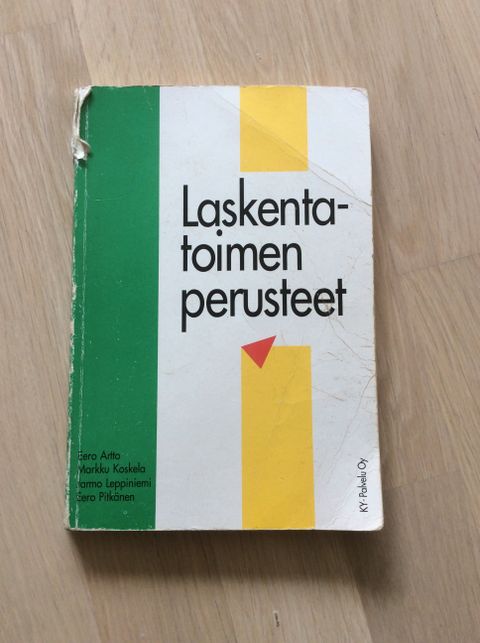 Laskenta-
toimen
perusteet
Eero Artto
Markku Koskela
Jarmo Leppiniemi
Eero Pitkänen
KY-Palvelu Oy